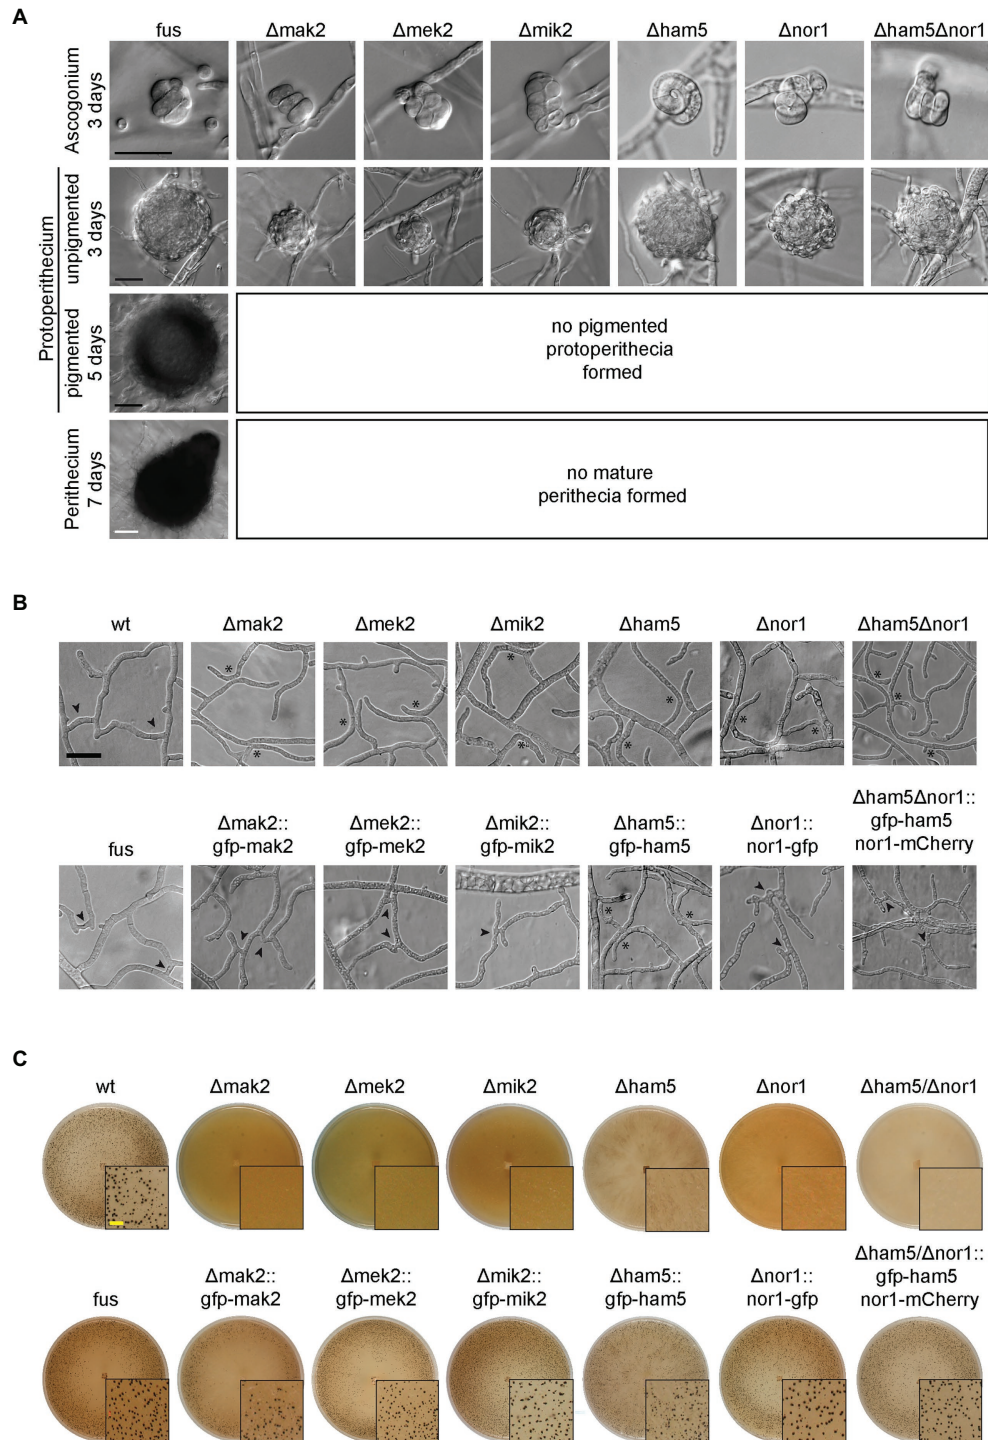 A
fus
Δmak2
Δmek2
Δmik2
Δham5
Δnor1
Δham5Δnor1
Ascogonium
3 days
Protoperithecium
unpigmented
3 days
pigmented
5 days
no pigmented
protoperithecia
formed
Perithecium
7 days
no mature
perithecia formed
B
wt
Δmak2
Δmek2
Δmik2
Δham5
Δnor1
Δham5Δnor1
fus
Δmak2::
gfp-mak2
Δmek2::
gfp-mek2
Δmik2::
gfp-mik2
Δham5::
gfp-ham5
Δnor1::
nor1-gfp
Δham5Δnor1::
gfp-ham5
nor1-mCherry
C
wt
Δmak2
Δmek2
Δmik2
Δham5
Δnor1
Δham5/Δnor1
fus
Δmak2::
gfp-mak2
Δmek2::
gfp-mek2
Δmik2::
gfp-mik2
Δham5::
gfp-ham5
Δnor1::
nor1-gfp
Δham5/Δnor1::
gfp-ham5
nor1-mCherry